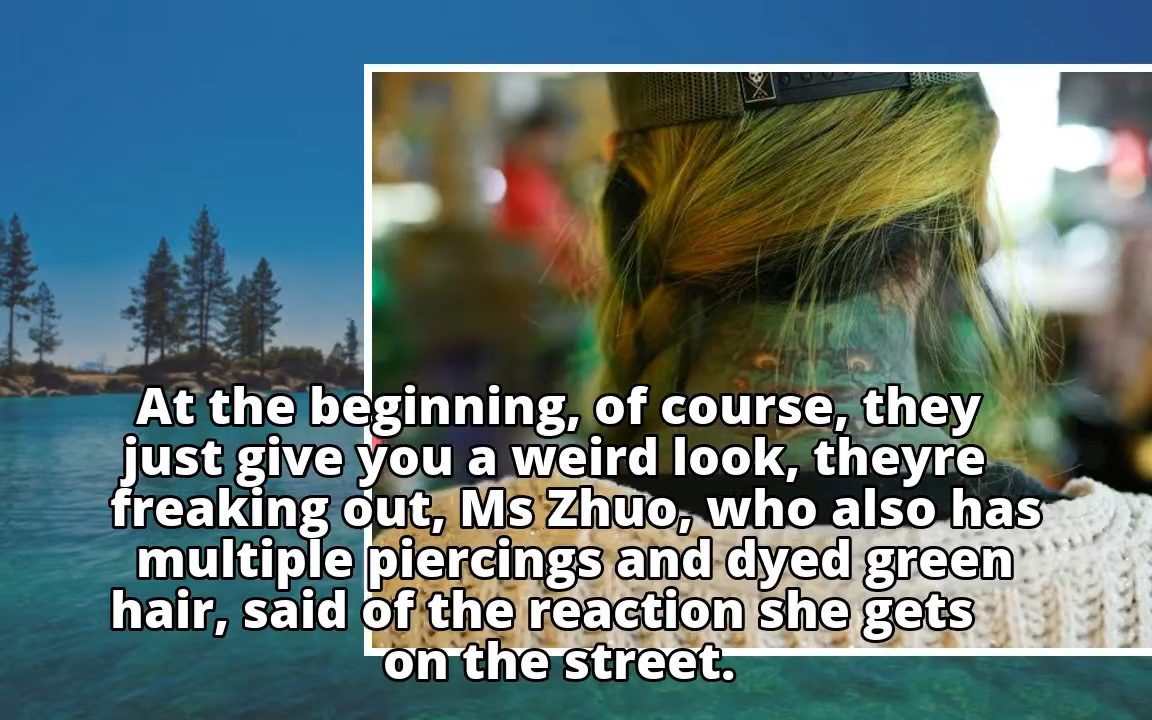 At the beginning, of course, they
just give you a weird look, theyre
freaking out, Ms Zhuo, who also has
multiple piercings and dyed green
hair, said of the reaction she gets
on the street.